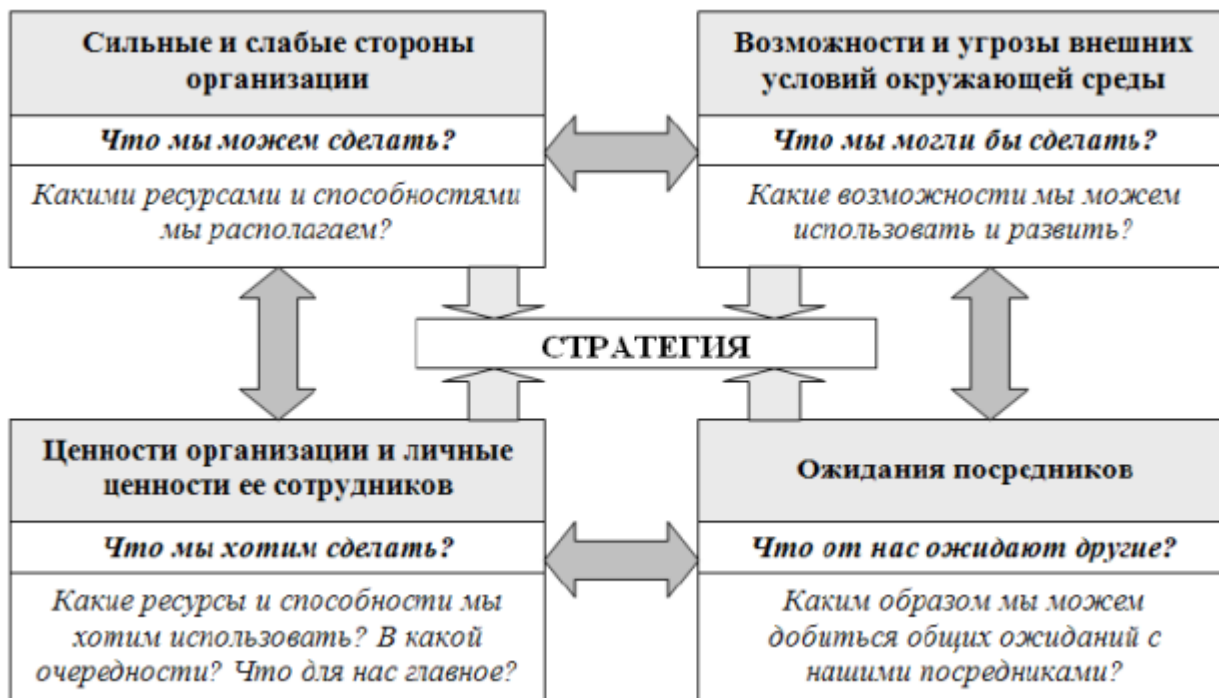 Сильные и слабые стороны
организации
Что мы можем сделать?
Какими ресурсами и способностями
мы располагаем?
Возможности и угрозы внешних
условий окружающей среды
Что мы могли бы сделать?
Какие возможности мы можем
использовать и развить?
СТРАТЕГИЯ
Ценности организации и личные
ценности ее сотрудников
Что мы хотим сделать?
Какие ресурсы и способности мы
хотим использовать? В какой
очередности? Что для нас главное?
Ожидания посредников
Что от нас ожидают другие?
Каким образом мы можем
добиться общих ожиданий с
нашими посредниками?